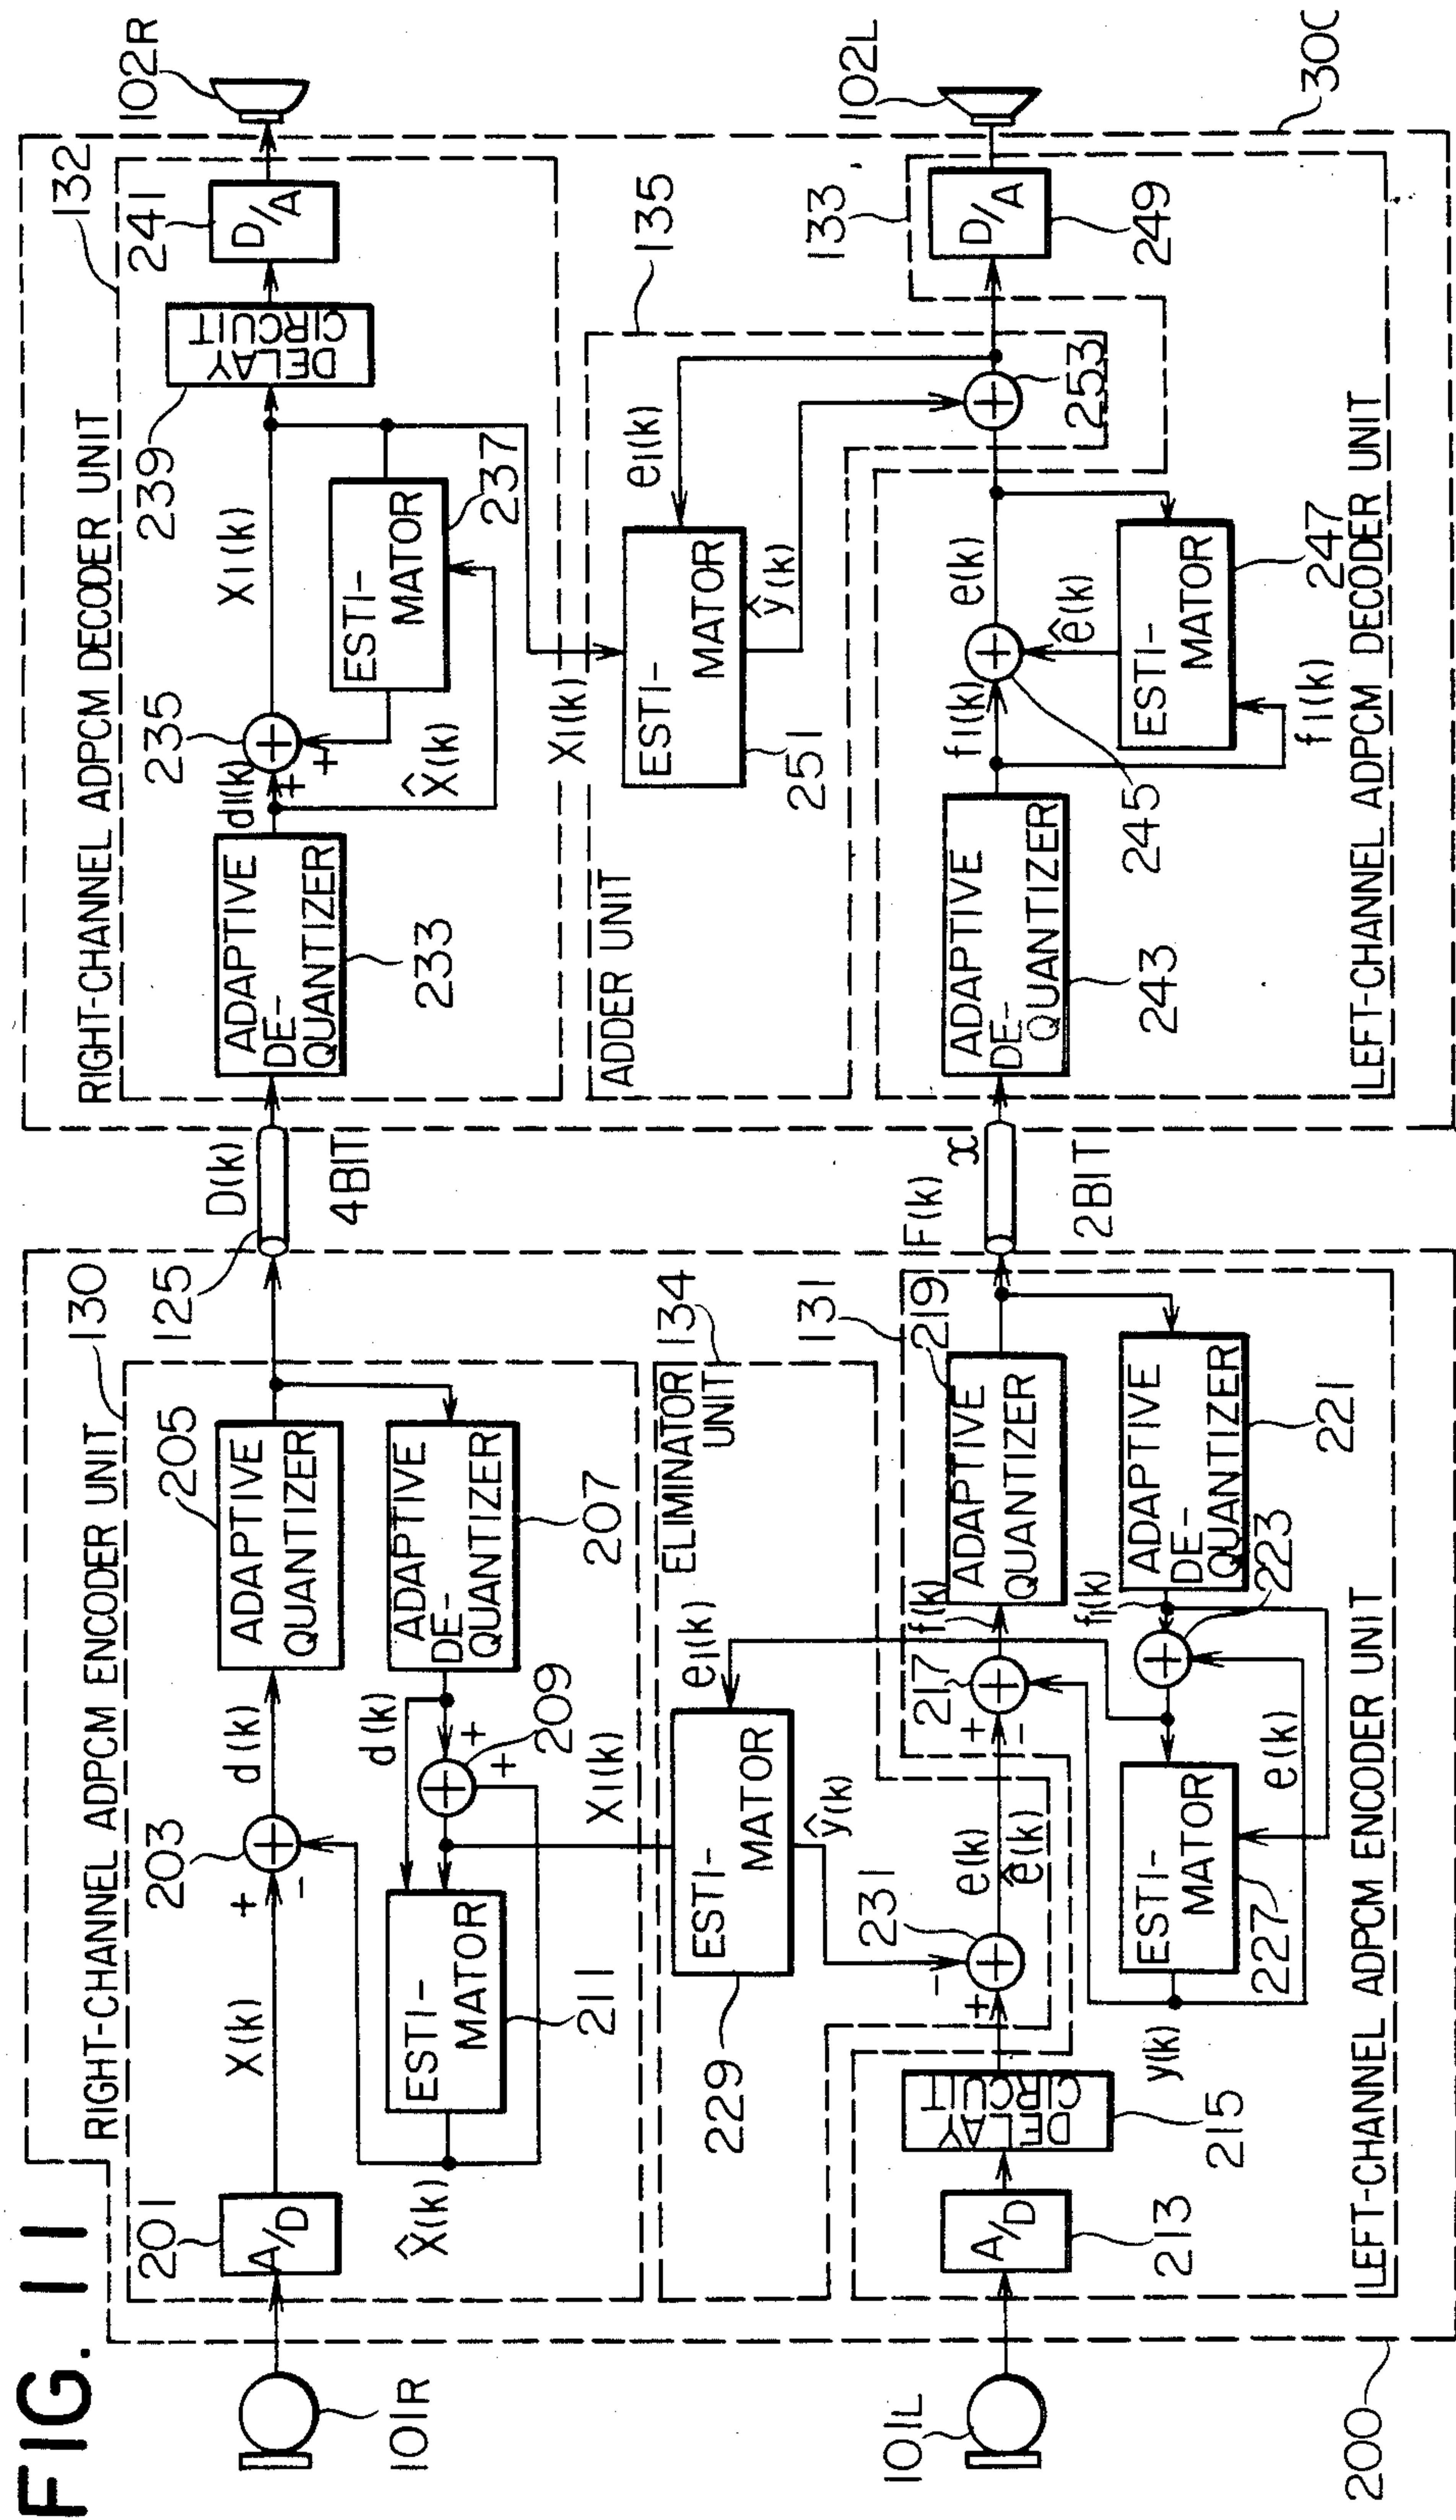 FIG. 11
RIGHT-CHANNEL ADPCM ENCODER UNIT
130
101R
201
A/D
X(k)
203
+
-
d(k)
205
ADAPTIVE
QUANTIZER
125
D(k)
4BIT
ADAPTIVE
DE-
QUANTIZER
207
d(k)
+
+
209
ESTI-
MATOR
211
X̂(k)
X1(k)
ELIMINATOR
UNIT
134
ESTI-
MATOR
229
e1(k)
ŷ(k)
101L
A/D
213
DELAY
CIRCUIT
215
231
+
-
e(k)
ê(k)
217
+
-
f(k)
ADAPTIVE
QUANTIZER
219
131
F(k)
x
2BIT
ADAPTIVE
DE-
QUANTIZER
221
f1(k)
223
ESTI-
MATOR
227
e(k)
y(k)
LEFT-CHANNEL ADPCM ENCODER UNIT
200
RIGHT-CHANNEL ADPCM DECODER UNIT
132
ADAPTIVE
DE-
QUANTIZER
233
d1(k)
235
+
+
X1(k)
ESTI-
MATOR
237
X̂(k)
239
DELAY
CIRCUIT
241
D/A
102R
X1(k)
ADDER UNIT
135
ESTI-
MATOR
251
e1(k)
ŷ(k)
253
133
D/A
249
102L
ADAPTIVE
DE-
QUANTIZER
243
f1(k)
245
e(k)
ê(k)
ESTI-
MATOR
247
f1(k)
LEFT-CHANNEL ADPCM DECODER UNIT
300